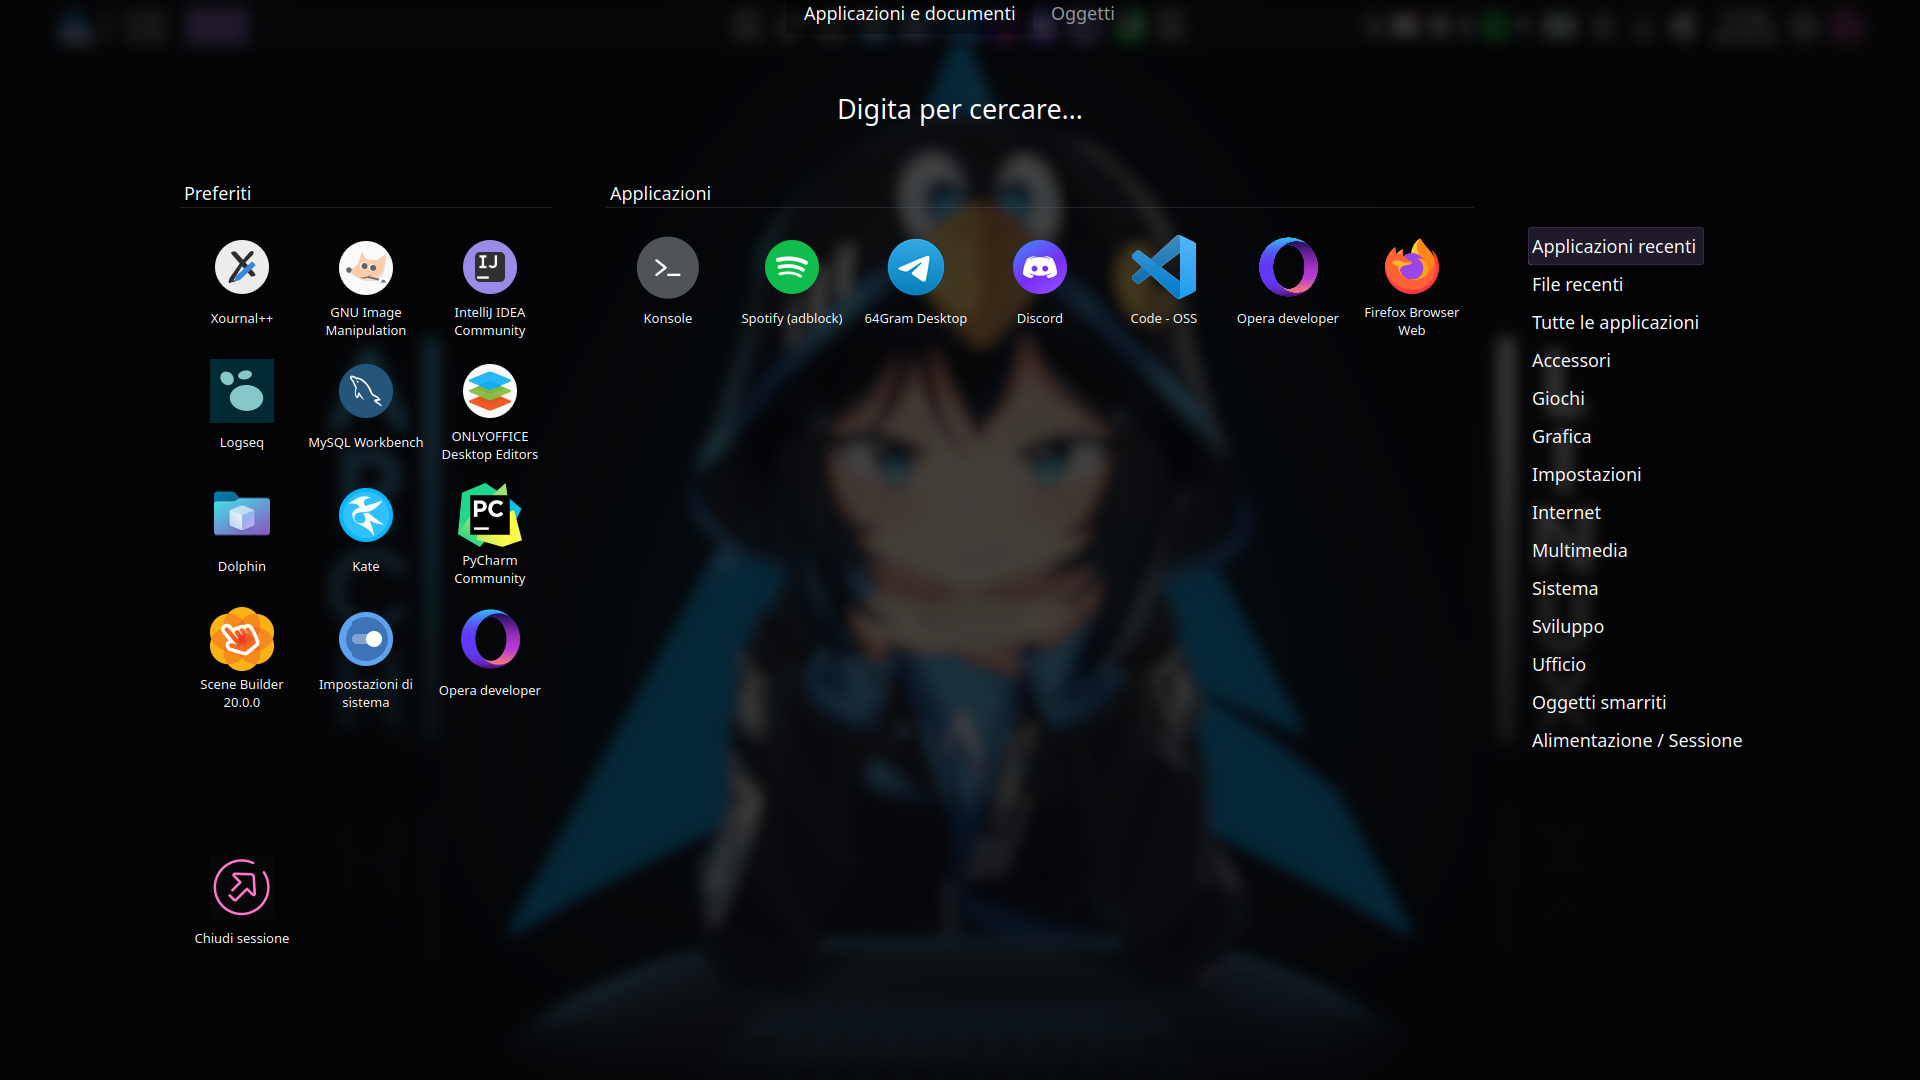 Applicazioni e documenti
Oggetti
Digita per cercare...
Preferiti
Xournal++
GNU Image
Manipulation
IntelliJ IDEA
Community
Logseq
MySQL Workbench
ONLYOFFICE
Desktop Editors
Dolphin
Kate
PC
PyCharm
Community
Scene Builder
20.0.0
Impostazioni di
sistema
Opera developer
Chiudi sessione
Applicazioni
Konsole
Spotify (adblock)
64Gram Desktop
Discord
Code - OSS
Opera developer
Firefox Browser
Web
Applicazioni recenti
File recenti
Tutte le applicazioni
Accessori
Giochi
Grafica
Impostazioni
Internet
Multimedia
Sistema
Sviluppo
Ufficio
Oggetti smarriti
Alimentazione / Sessione
IJ